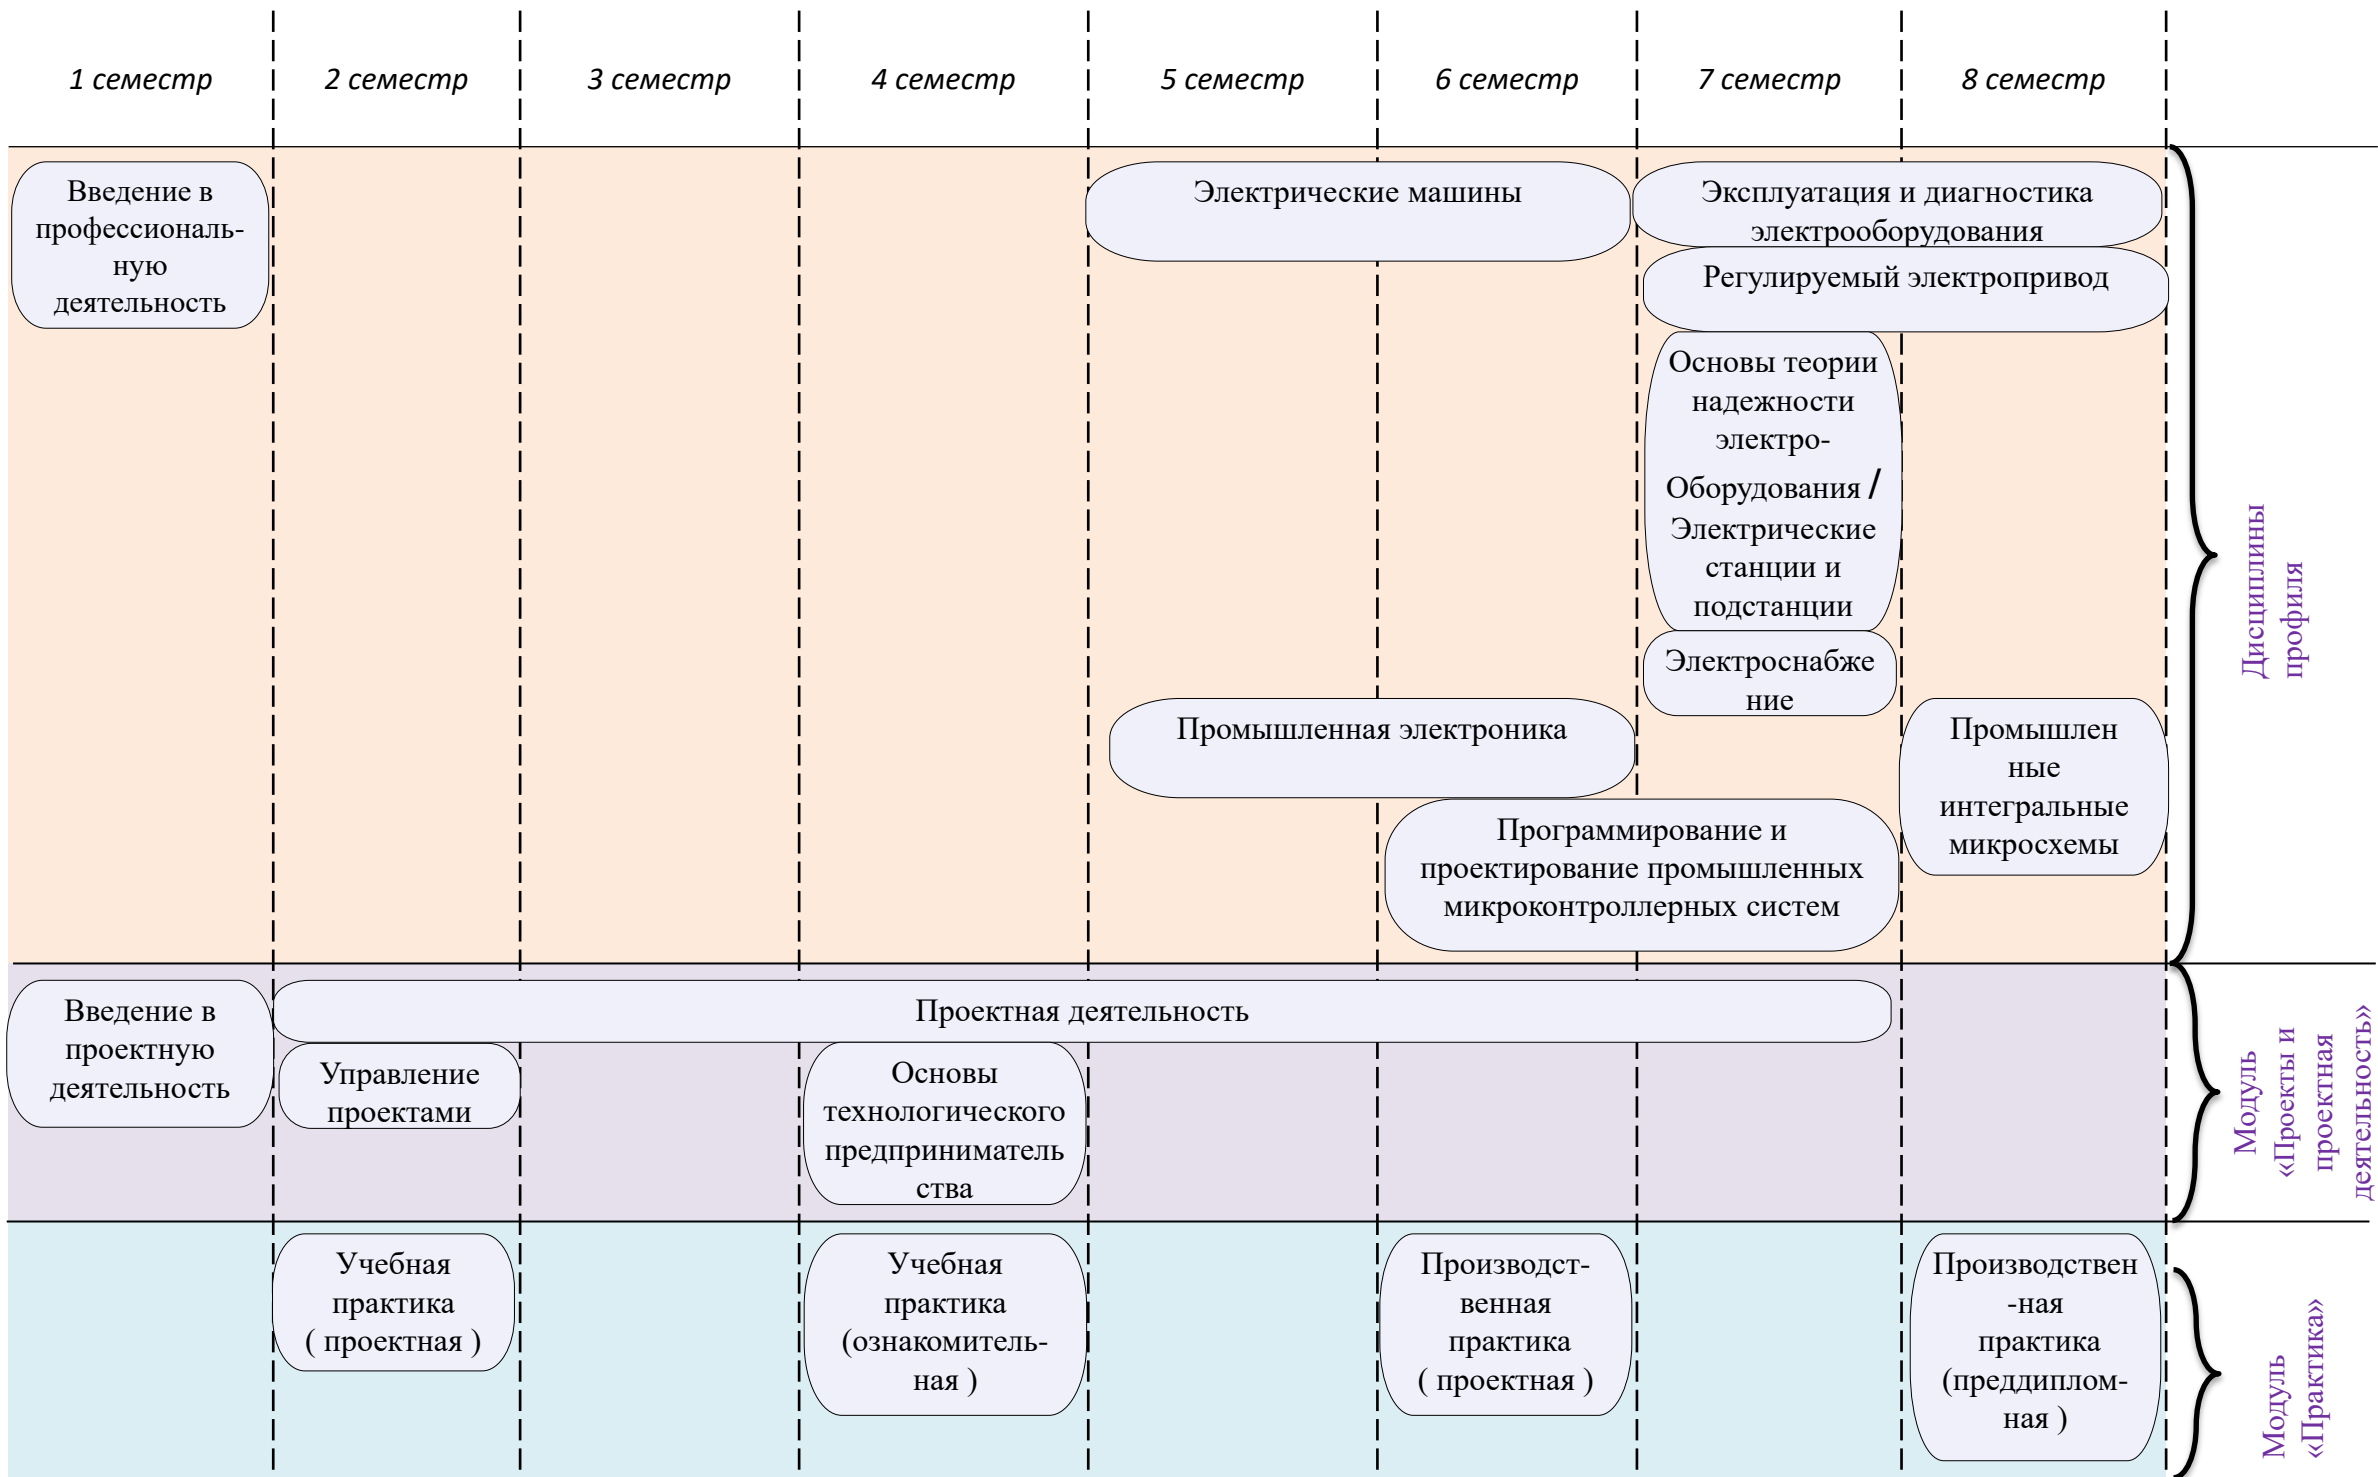 1 семестр
2 семестр
3 семестр
4 семестр
5 семестр
6 семестр
7 семестр
8 семестр
Введение в
профессиональ-
ную
деятельность
Электрические машины
Эксплуатация и диагностика
электрооборудования
Регулируемый электропривод
Основы теории
надежности
электро-
Оборудования /
Электрические
станции и
подстанции
Электроснабже
ние
Промышленная электроника
Промышлен
ные
интегральные
микросхемы
Программирование и
проектирование промышленных
микроконтроллерных систем
Дисциплины
профиля
Введение в
проектную
деятельность
Проектная деятельность
Управление
проектами
Основы
технологического
предприниматель
ства
Модуль
«Проекты и
проектная
деятельность»
Учебная
практика
( проектная )
Учебная
практика
(ознакомитель-
ная )
Производст-
венная
практика
( проектная )
Производствен
-ная
практика
(преддиплом-
ная )
Модуль
«Практика»